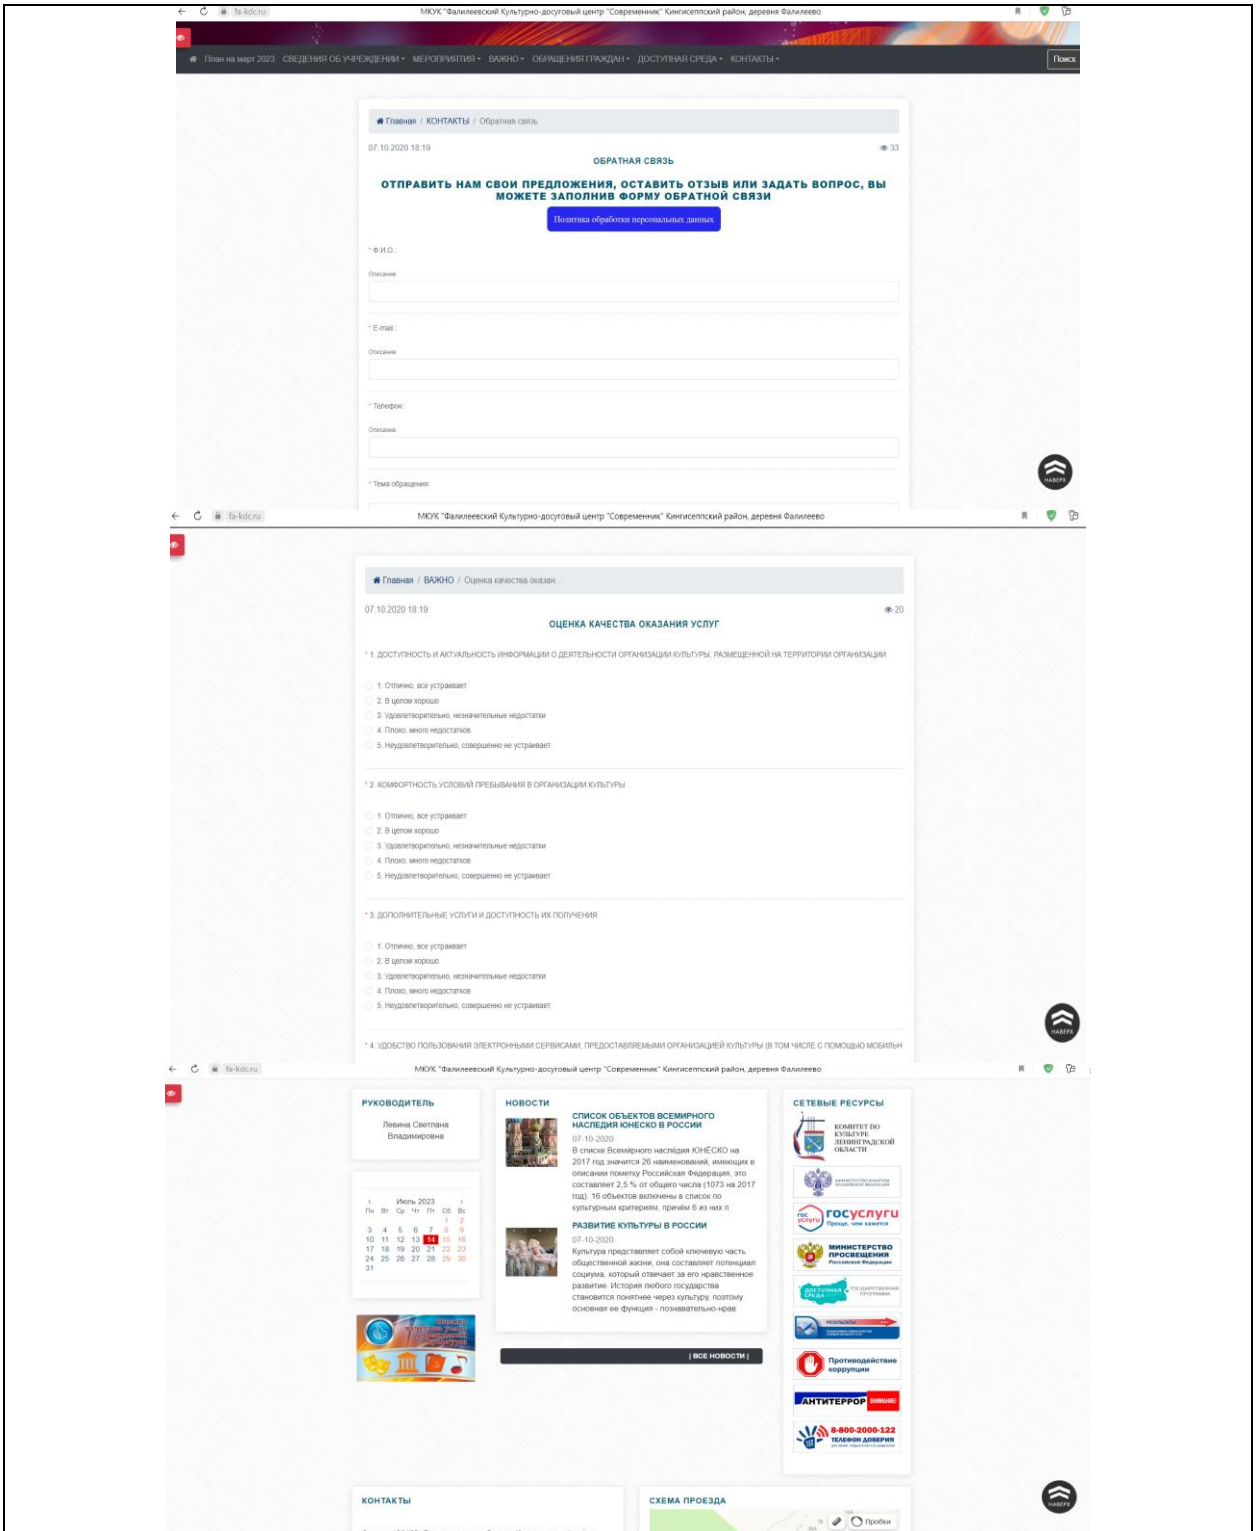 fa-kdc.ru
МКУК "Фалилеевский Культурно-досуговый центр "Современник" Кингисеппский район, деревня Фалилеево
План на март 2023 СВЕДЕНИЯ ОБ УЧРЕЖДЕНИИ МЕРОПРИЯТИЯ ВАЖНО ОБРАЩЕНИЯ ГРАЖДАН ДОСТУПНАЯ СРЕДА КОНТАКТЫ Поиск
Главная / КОНТАКТЫ / Обратная связь
07.10.2020 18:19 33
ОБРАТНАЯ СВЯЗЬ
ОТПРАВИТЬ НАМ СВОИ ПРЕДЛОЖЕНИЯ, ОСТАВИТЬ ОТЗЫВ ИЛИ ЗАДАТЬ ВОПРОС, ВЫ
МОЖЕТЕ ЗАПОЛНИВ ФОРМУ ОБРАТНОЙ СВЯЗИ
Политика обработки персональных данных
* Ф.И.О.:
Описание
* E-mail :
Описание
* Телефон:
Описание
* Тема обращения:
НАВЕРХ
fa-kdc.ru
МКУК "Фалилеевский Культурно-досуговый центр "Современник" Кингисеппский район, деревня Фалилеево
Главная / ВАЖНО / Оценка качества оказан...
07.10.2020 18:19 20
ОЦЕНКА КАЧЕСТВА ОКАЗАНИЯ УСЛУГ
* 1. ДОСТУПНОСТЬ И АКТУАЛЬНОСТЬ ИНФОРМАЦИИ О ДЕЯТЕЛЬНОСТИ ОРГАНИЗАЦИИ КУЛЬТУРЫ, РАЗМЕЩЕННОЙ НА ТЕРРИТОРИИ ОРГАНИЗАЦИИ
1. Отлично, все устраивает
2. В целом хорошо
3. Удовлетворительно, незначительные недостатки
4. Плохо, много недостатков
5. Неудовлетворительно, совершенно не устраивает
* 2. КОМФОРТНОСТЬ УСЛОВИЙ ПРЕБЫВАНИЯ В ОРГАНИЗАЦИИ КУЛЬТУРЫ
1. Отлично, все устраивает
2. В целом хорошо
3. Удовлетворительно, незначительные недостатки
4. Плохо, много недостатков
5. Неудовлетворительно, совершенно не устраивает
* 3. ДОПОЛНИТЕЛЬНЫЕ УСЛУГИ И ДОСТУПНОСТЬ ИХ ПОЛУЧЕНИЯ
1. Отлично, все устраивает
2. В целом хорошо
3. Удовлетворительно, незначительные недостатки
4. Плохо, много недостатков
5. Неудовлетворительно, совершенно не устраивает
НАВЕРХ
* 4. УДОБСТВО ПОЛЬЗОВАНИЯ ЭЛЕКТРОННЫМИ СЕРВИСАМИ, ПРЕДОСТАВЛЯЕМЫМИ ОРГАНИЗАЦИЕЙ КУЛЬТУРЫ (В ТОМ ЧИСЛЕ С ПОМОЩЬЮ МОБИЛЬН
fa-kdc.ru
МКУК "Фалилеевский Культурно-досуговый центр "Современник" Кингисеппский район, деревня Фалилеево
РУКОВОДИТЕЛЬ
Левина Светлана
Владимировна
‹ Июль 2023 ›
Пн Вт Ср Чт Пт Сб Вс
1 2
3 4 5 6 7 8 9
10 11 12 13 14 15 16
17 18 19 20 21 22 23
24 25 26 27 28 29 30
31
Оценка
НОВОСТИ
СПИСОК ОБЪЕКТОВ ВСЕМИРНОГО
НАСЛЕДИЯ ЮНЕСКО В РОССИИ
07-10-2020
В списке Всемирного наследия ЮНЕСКО на
2017 год значится 26 наименований, имеющих в
описании пометку Российская Федерация, это
составляет 2,5 % от общего числа (1073 на 2017
год). 16 объектов включены в список по
культурным критериям, причём 6 из них п
РАЗВИТИЕ КУЛЬТУРЫ В РОССИИ
07-10-2020
Культура представляет собой ключевую часть
общественной жизни, она составляет потенциал
социума, который отвечает за его нравственное
развитие. История любого государства
становится понятнее через культуру, поэтому
основная ее функция - познавательно-нрав
| ВСЕ НОВОСТИ |
СЕТЕВЫЕ РЕСУРСЫ
КОМИТЕТ ПО
КУЛЬТУРЕ
ЛЕНИНГРАДСКОЙ
ОБЛАСТИ
гос
услуги
госуслуги
Проще, чем кажется
МИНИСТЕРСТВО
ПРОСВЕЩЕНИЯ
Российской Федерации
ДОСТУПНАЯ
СРЕДА
ГОСУДАРСТВЕННАЯ
ПРОГРАММА
РЕЗУЛЬТАТЫ
Противодействие
коррупции
АНТИТЕРРОР ВНИМАНИЕ!
8-800-2000-122
ТЕЛЕФОН ДОВЕРИЯ
НАВЕРХ
КОНТАКТЫ
СХЕМА ПРОЕЗДА
Пробки